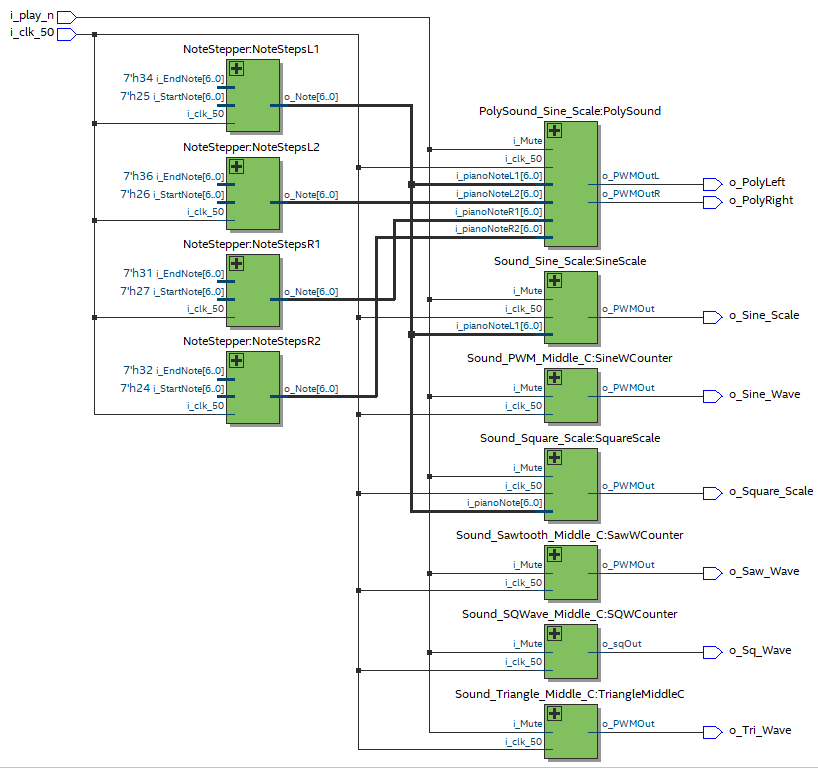 i_play_n
i_clk_50
NoteStepper:NoteStepsL1
7'h34 i_EndNote[6..0]
7'h25 i_StartNote[6..0]
i_clk_50
o_Note[6..0]
NoteStepper:NoteStepsL2
7'h36 i_EndNote[6..0]
7'h26 i_StartNote[6..0]
i_clk_50
o_Note[6..0]
NoteStepper:NoteStepsR1
7'h31 i_EndNote[6..0]
7'h27 i_StartNote[6..0]
i_clk_50
o_Note[6..0]
NoteStepper:NoteStepsR2
7'h32 i_EndNote[6..0]
7'h24 i_StartNote[6..0]
i_clk_50
o_Note[6..0]
PolySound_Sine_Scale:PolySound
i_Mute
i_clk_50
i_pianoNoteL1[6..0]
i_pianoNoteL2[6..0]
i_pianoNoteR1[6..0]
i_pianoNoteR2[6..0]
o_PWMOutL
o_PWMOutR
o_PolyLeft
o_PolyRight
Sound_Sine_Scale:SineScale
i_Mute
i_clk_50
i_pianoNoteL1[6..0]
o_PWMOut
o_Sine_Scale
Sound_PWM_Middle_C:SineWCounter
i_Mute
i_clk_50
o_PWMOut
o_Sine_Wave
Sound_Square_Scale:SquareScale
i_Mute
i_clk_50
i_pianoNote[6..0]
o_PWMOut
o_Square_Scale
Sound_Sawtooth_Middle_C:SawWCounter
i_Mute
i_clk_50
o_PWMOut
o_Saw_Wave
Sound_SQWave_Middle_C:SQWCounter
i_Mute
i_clk_50
o_sqOut
o_Sq_Wave
Sound_Triangle_Middle_C:TriangleMiddleC
i_Mute
i_clk_50
o_PWMOut
o_Tri_Wave